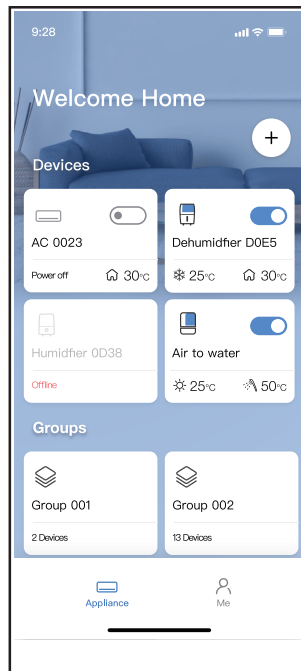 9:28
Welcome Home
+
Devices
AC 0023
Power off 30°C
Dehumidfier D0E5
25°C 30°C
Humidfier 0D38
Offline
Air to water
25°C 50°C
Groups
Group 001
2 Devices
Group 002
13 Devices
Appliance
Me